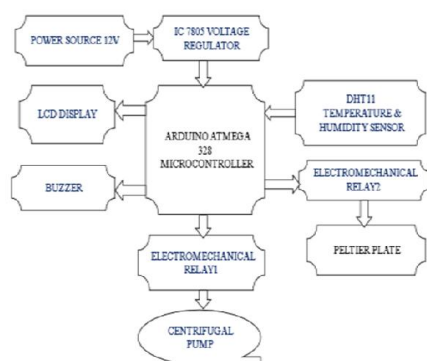 POWER SOURCE 12V
IC 7805 VOLTAGE
REGULATOR
LCD DISPLAY
ARDUINO ATMEGA
328
MICROCONTROLLER
DHT11
TEMPERATURE &
HUMIDITY SENSOR
BUZZER
ELECTROMECHANICAL
RELAY2
PELTIER PLATE
ELECTROMECHANICAL
RELAY1
CENTRIFUGAL
PUMP